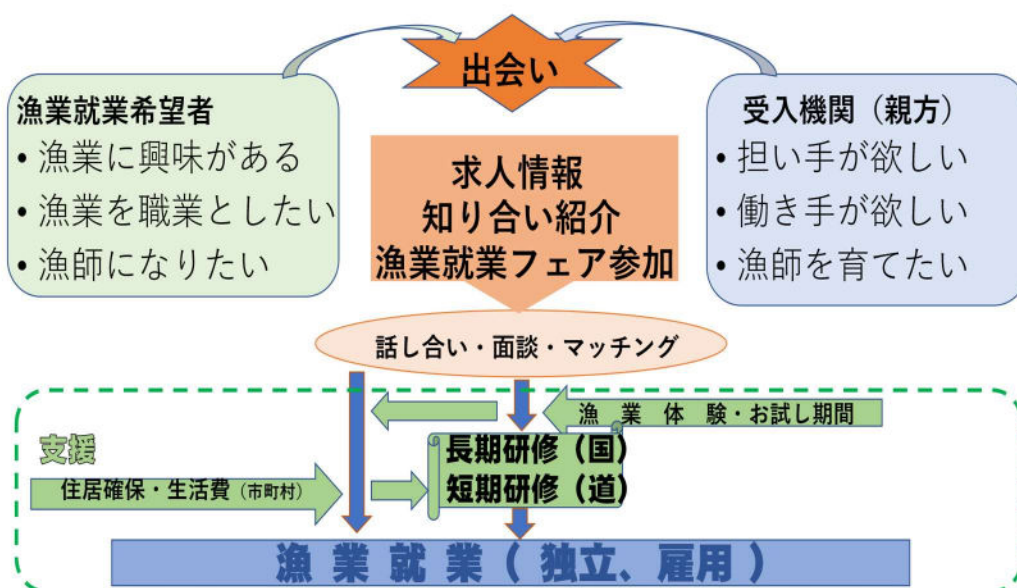 出会い
漁業就業希望者
• 漁業に興味がある
• 漁業を職業としたい
• 漁師になりたい
求人情報
知り合い紹介
漁業就業フェア参加
受入機関（親方）
• 担い手が欲しい
• 働き手が欲しい
• 漁師を育てたい
話し合い・面談・マッチング
漁 業 体 験・お試し期間
支援
長期研修（国）
短期研修（道）
住居確保・生活費（市町村）
漁 業 就 業 （ 独立、雇用 ）